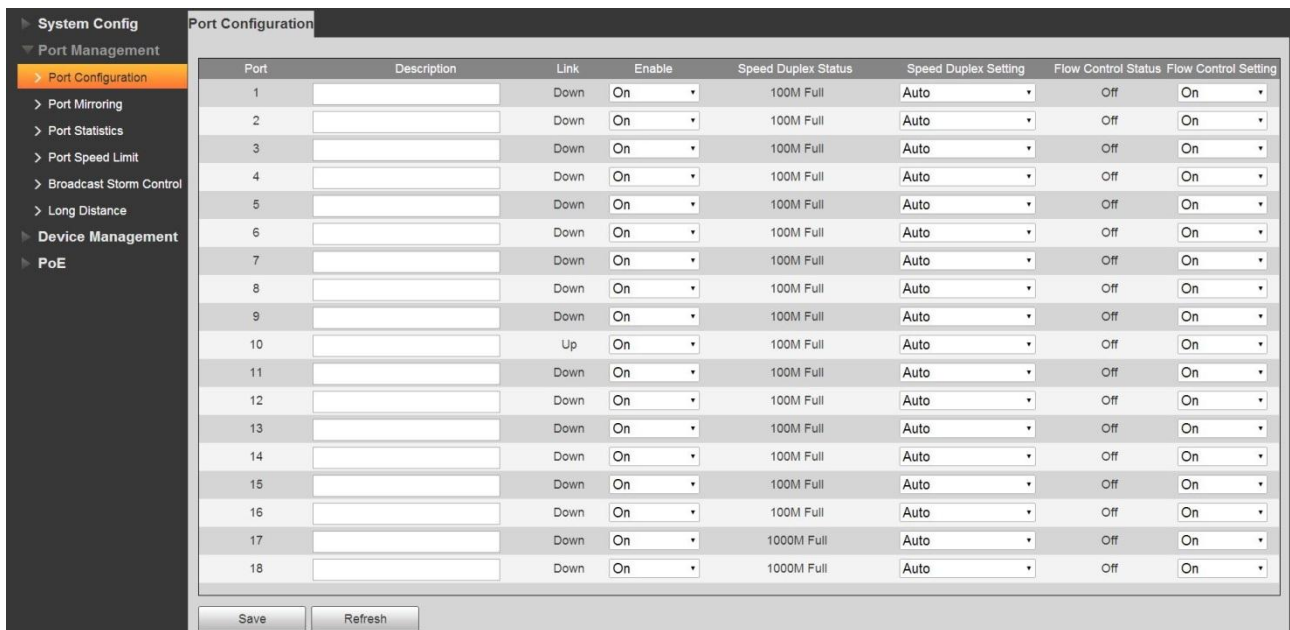 System Config
Port Management
> Port Configuration
> Port Mirroring
> Port Statistics
> Port Speed Limit
> Broadcast Storm Control
> Long Distance
Device Management
PoE
Port Configuration
Port Description Link Enable Speed Duplex Status Speed Duplex Setting Flow Control Status Flow Control Setting
1 Down On 100M Full Auto Off On
2 Down On 100M Full Auto Off On
3 Down On 100M Full Auto Off On
4 Down On 100M Full Auto Off On
5 Down On 100M Full Auto Off On
6 Down On 100M Full Auto Off On
7 Down On 100M Full Auto Off On
8 Down On 100M Full Auto Off On
9 Down On 100M Full Auto Off On
10 Up On 100M Full Auto Off On
11 Down On 100M Full Auto Off On
12 Down On 100M Full Auto Off On
13 Down On 100M Full Auto Off On
14 Down On 100M Full Auto Off On
15 Down On 100M Full Auto Off On
16 Down On 100M Full Auto Off On
17 Down On 1000M Full Auto Off On
18 Down On 1000M Full Auto Off On
Save Refresh